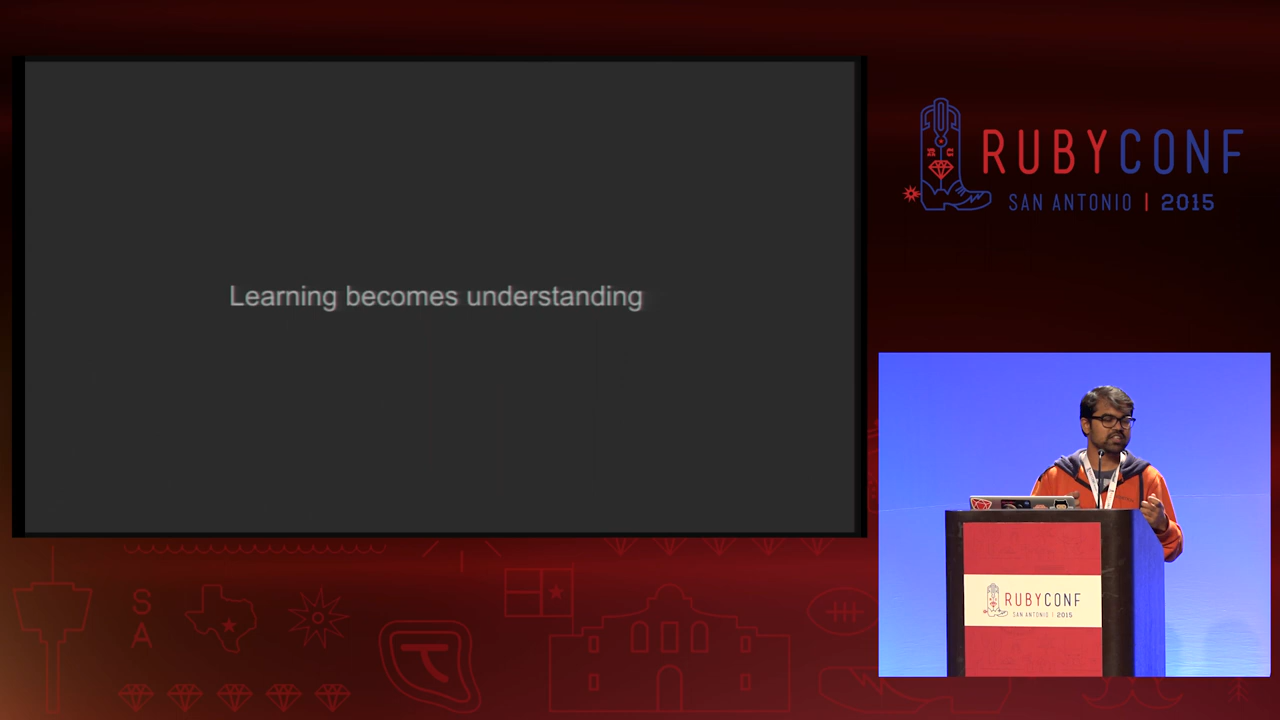 Learning becomes understanding
RUBYCONF
SAN ANTONIO | 2015
RUBYCONF
SAN ANTONIO | 2015
S
A